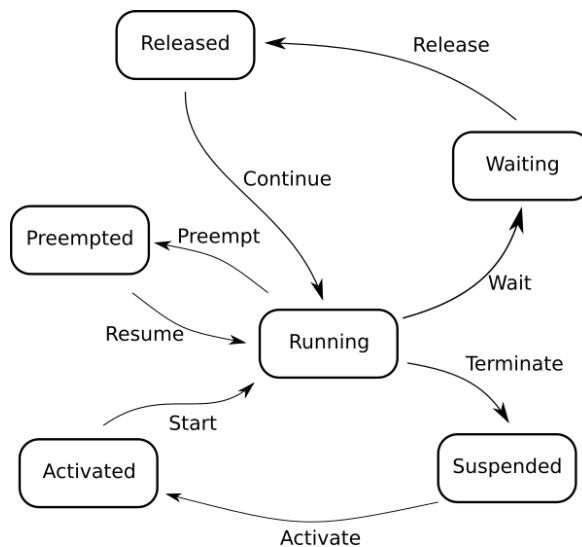 Released
Release
Waiting
Continue
Preempted
Preempt
Wait
Resume
Running
Terminate
Start
Activated
Suspended
Activate